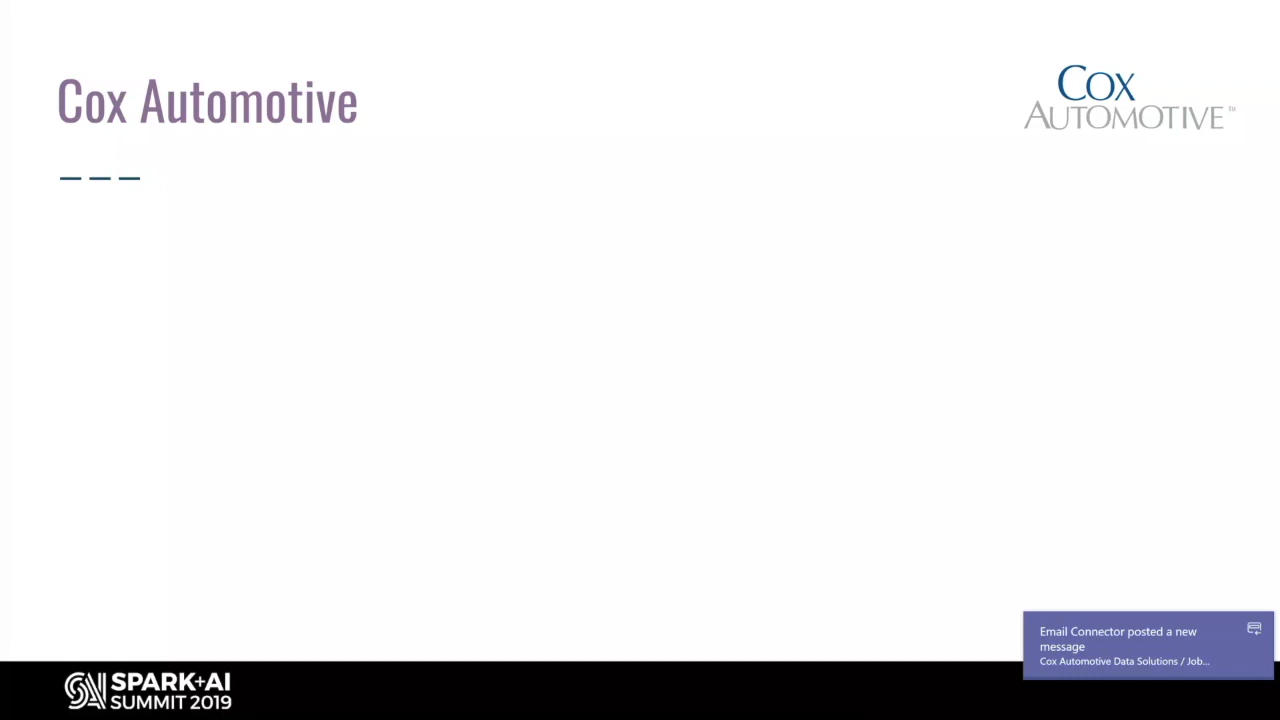 Cox Automotive
COX
AUTOMOTIVE™
Email Connector posted a new
message
Cox Automotive Data Solutions / Job...
SPARK+AI
SUMMIT 2019